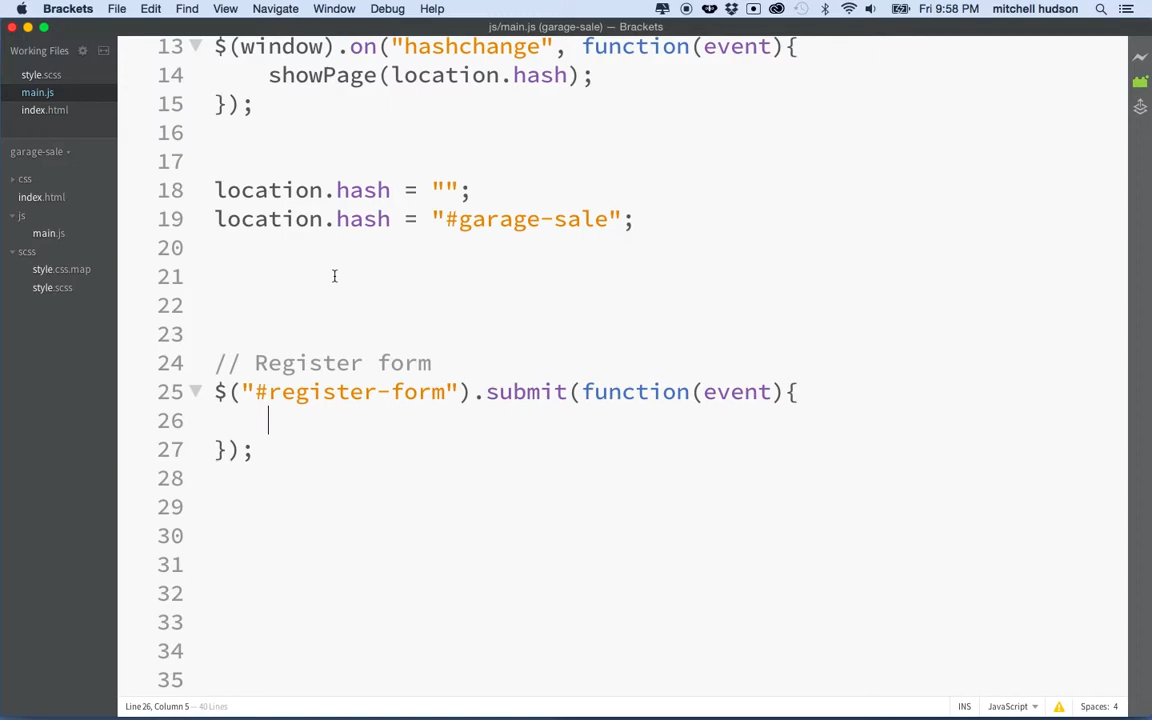 Brackets File Edit Find View Navigate Window Debug Help Fri 9:58 PM mitchell hudson
js/main.js (garage-sale) — Brackets
Working Files
style.scss
main.js
index.html
garage-sale
css
index.html
js
main.js
scss
style.css.map
style.scss
13 $(window).on("hashchange", function(event){
14 showPage(location.hash);
15 });
16
17
18 location.hash = "";
19 location.hash = "#garage-sale";
20
21
22
23
24 // Register form
25 $("#register-form").submit(function(event){
26
27 });
28
29
30
31
32
33
34
35
Line 26, Column 5 — 40 Lines INS JavaScript Spaces: 4